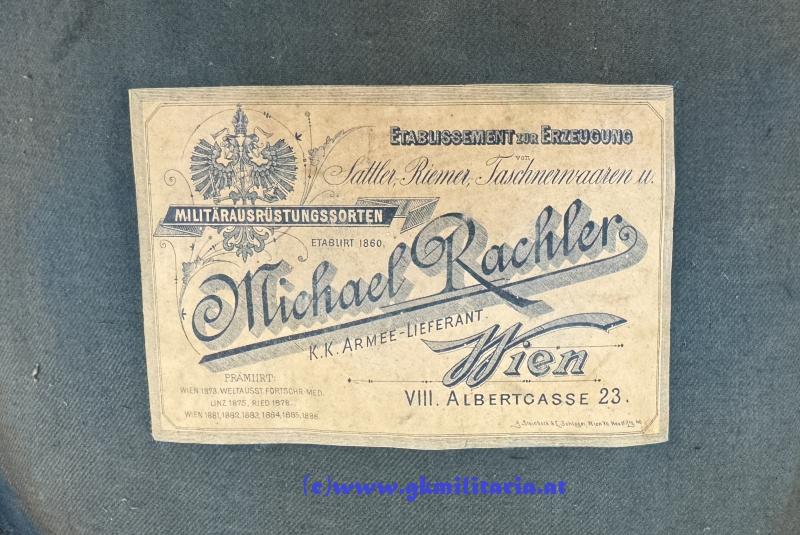 ETABLISSEMENT ZUR ERZEUGUNG
von
Sattler, Riemer, Taschnerwaaren u.
MILITÄRAUSRÜSTUNGSSORTEN
ETABLIRT 1860.
Michael Rachler
K.K. ARMEE-LIEFERANT.
Wien
VIII. ALBERTGASSE 23.
PRÄMIIRT:
WIEN 1873. WELTAUSST. FORTSCHR-MED.
LINZ 1875, RIED 1878.
WIEN 1881, 1882, 1883, 1884, 1885, 1886.
(c)www.gkmilitaria.at